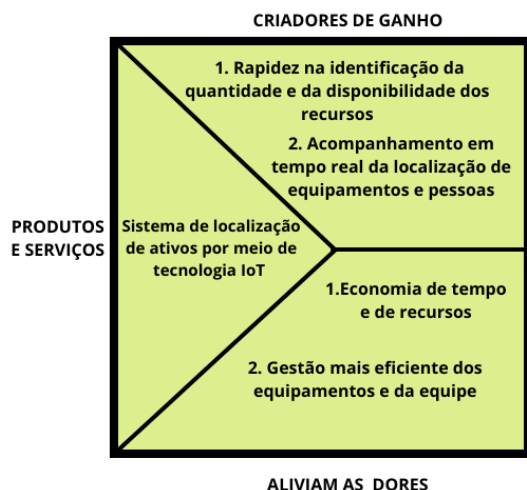 CRIADORES DE GANHO
1. Rapidez na identificação da
quantidade e da disponibilidade dos
recursos
2. Acompanhamento em
tempo real da localização de
equipamentos e pessoas
PRODUTOS
E SERVIÇOS
Sistema de localização
de ativos por meio de
tecnologia IoT
1.Economia de tempo
e de recursos
2. Gestão mais eficiente dos
equipamentos e da equipe
ALIVIAM AS DORES